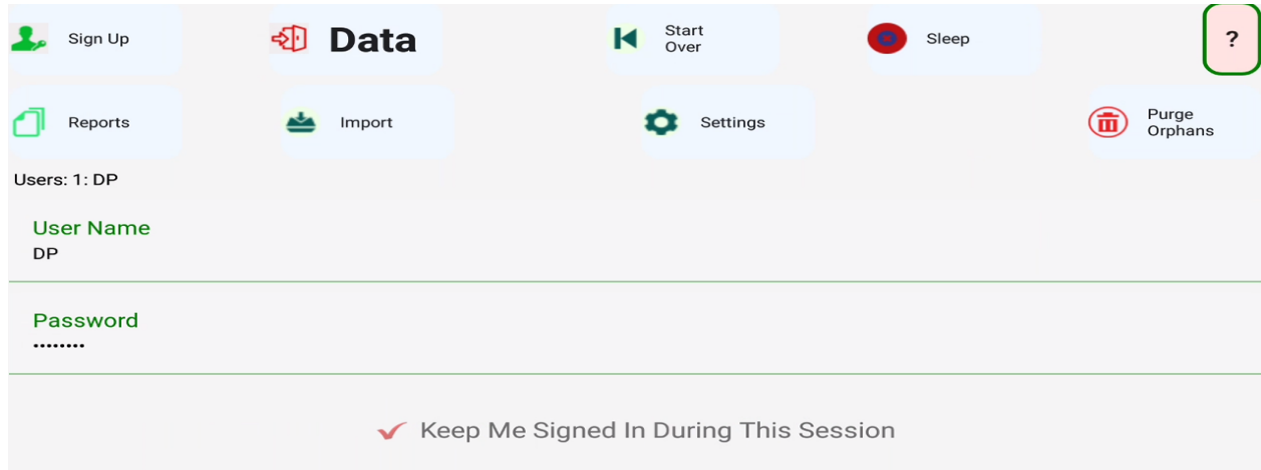 Sign Up
Data
Start
Over
Sleep
?
Reports
Import
Settings
Purge
Orphans
Users: 1: DP
User Name
DP
Password
••••••••
Keep Me Signed In During This Session